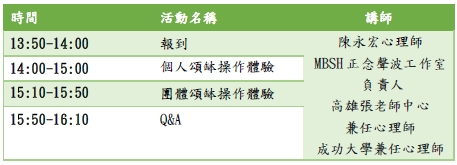 時間 活動名稱 講師
13:50-14:00 報到 陳永宏心理師
14:00-15:00 個人頌缽操作體驗 MBSH 正念聲波工作室
15:10-15:50 團體頌缽操作體驗 負責人
高雄張老師中心
15:50-16:10 Q&A 兼任心理師
成功大學兼任心理師